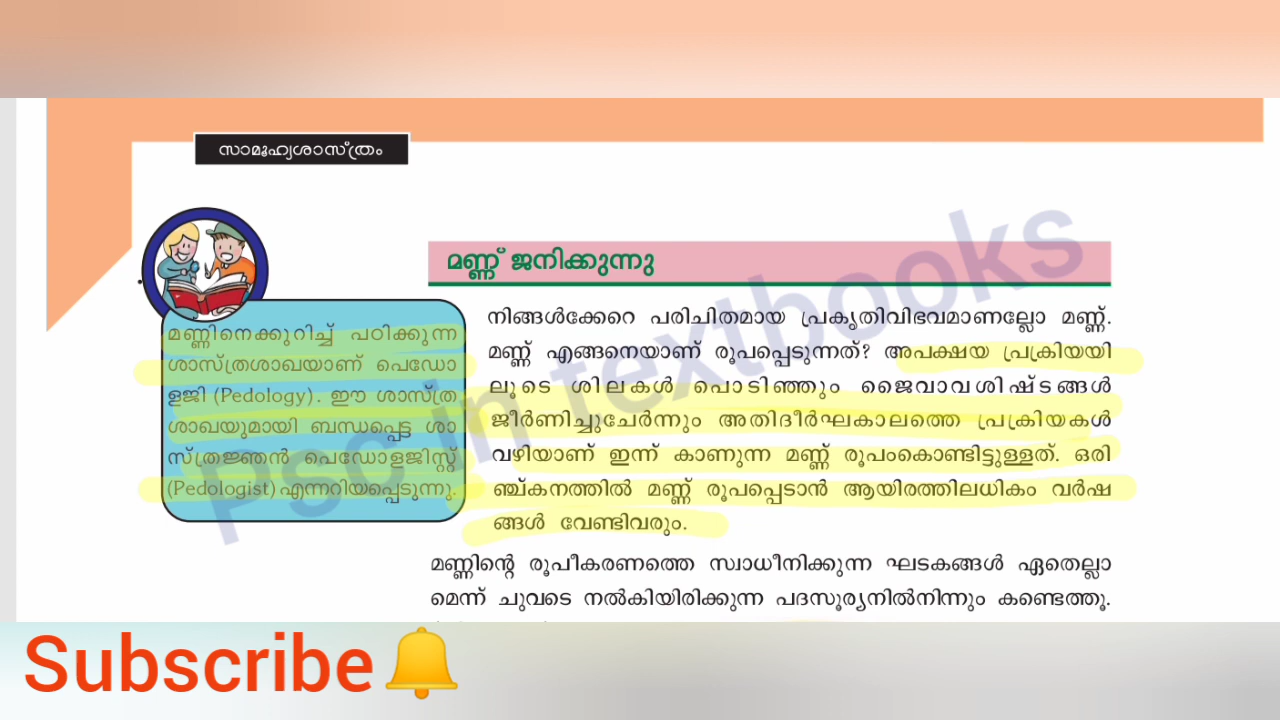 സാമൂഹ്യശാസ്ത്രം
മണ്ണ് ജനിക്കുന്നു
മണ്ണിനെക്കുറിച്ച് പഠിക്കുന്ന
ശാസ്ത്രശാഖയാണ് പെഡോ
ളജി (Pedology). ഈ ശാസ്ത്ര
ശാഖയുമായി ബന്ധപ്പെട്ട ശാ
സ്ത്രജ്ഞൻ പെഡോളജിസ്റ്റ്
(Pedologist) എന്നറിയപ്പെടുന്നു.
നിങ്ങൾക്കേറെ പരിചിതമായ പ്രകൃതിവിഭവമാണല്ലോ മണ്ണ്.
മണ്ണ് എങ്ങനെയാണ് രൂപപ്പെടുന്നത്? അപക്ഷയ പ്രക്രിയയി
ലൂടെ ശിലകൾ പൊടിഞ്ഞും ജൈവാവശിഷ്ടങ്ങൾ
ജീർണിച്ചുചേർന്നും അതിദീർഘകാലത്തെ പ്രക്രിയകൾ
വഴിയാണ് ഇന്ന് കാണുന്ന മണ്ണ് രൂപംകൊണ്ടിട്ടുള്ളത്. ഒരി
ഞ്ച്കനത്തിൽ മണ്ണ് രൂപപ്പെടാൻ ആയിരത്തിലധികം വർഷ
ങ്ങൾ വേണ്ടിവരും.
മണ്ണിന്റെ രൂപീകരണത്തെ സ്വാധീനിക്കുന്ന ഘടകങ്ങൾ ഏതെല്ലാ
മെന്ന് ചുവടെ നൽകിയിരിക്കുന്ന പദസൂര്യനിൽനിന്നും കണ്ടെത്തൂ.
Psc in textbooks
Subscribe